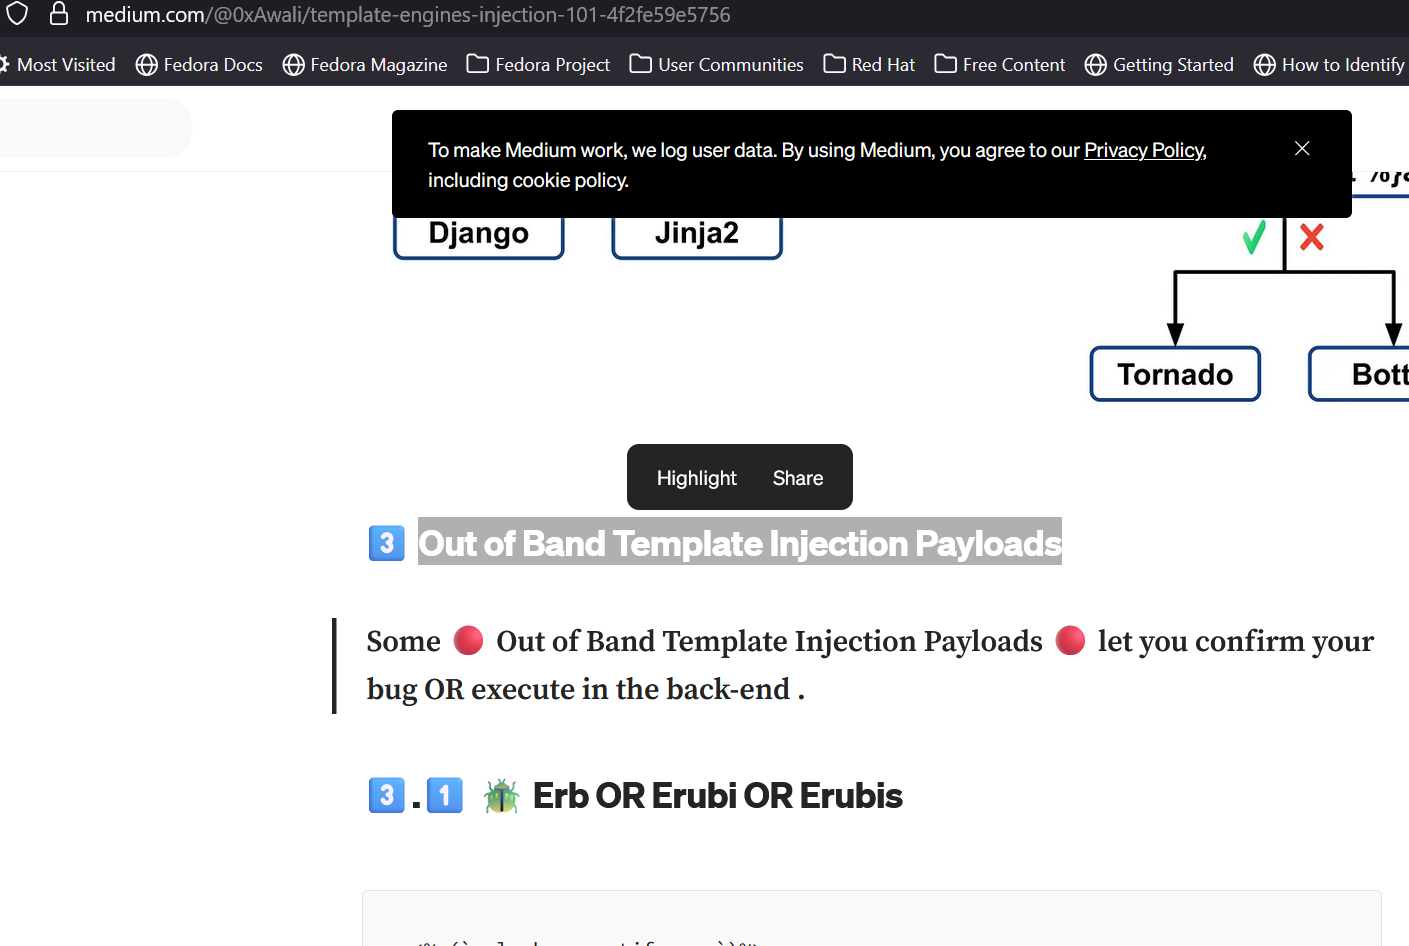 medium.com/@0xAwali/template-engines-injection-101-4f2fe59e5756
Most Visited Fedora Docs Fedora Magazine Fedora Project User Communities Red Hat Free Content Getting Started How to Identify
To make Medium work, we log user data. By using Medium, you agree to our Privacy Policy,
including cookie policy.
Django Jinja2
Tornado Bott
Highlight Share
3 Out of Band Template Injection Payloads
Some 🔴 Out of Band Template Injection Payloads 🔴 let you confirm your
bug OR execute in the back-end .
3 . 1 🪲 Erb OR Erubi OR Erubis